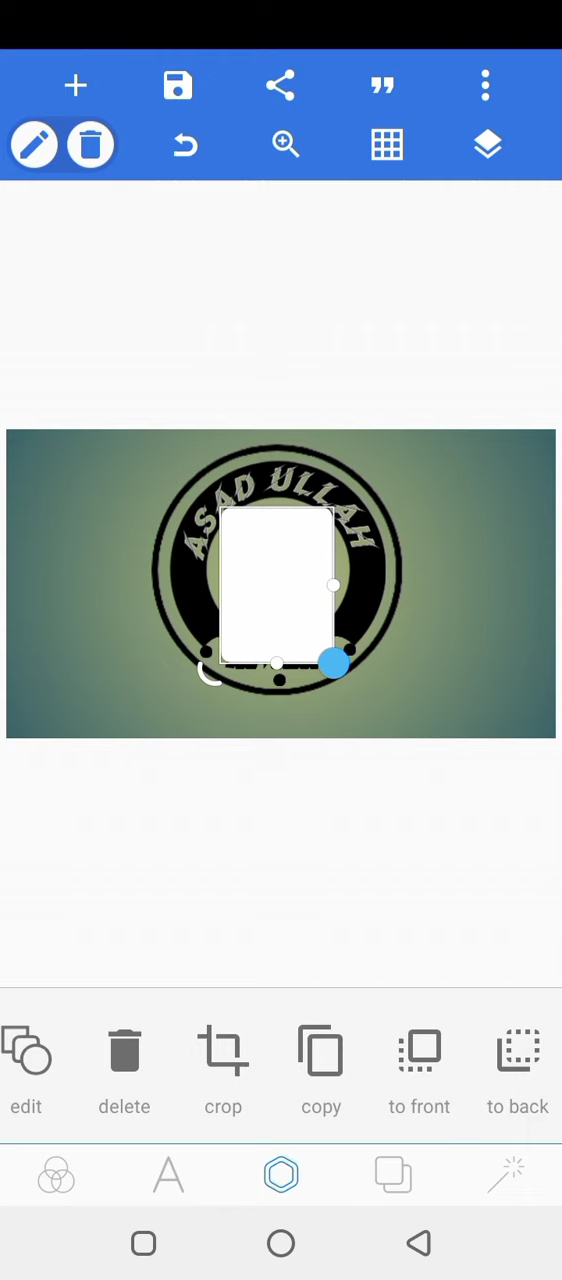 ASAD ULLAH
edit
delete
crop
copy
to front
to back